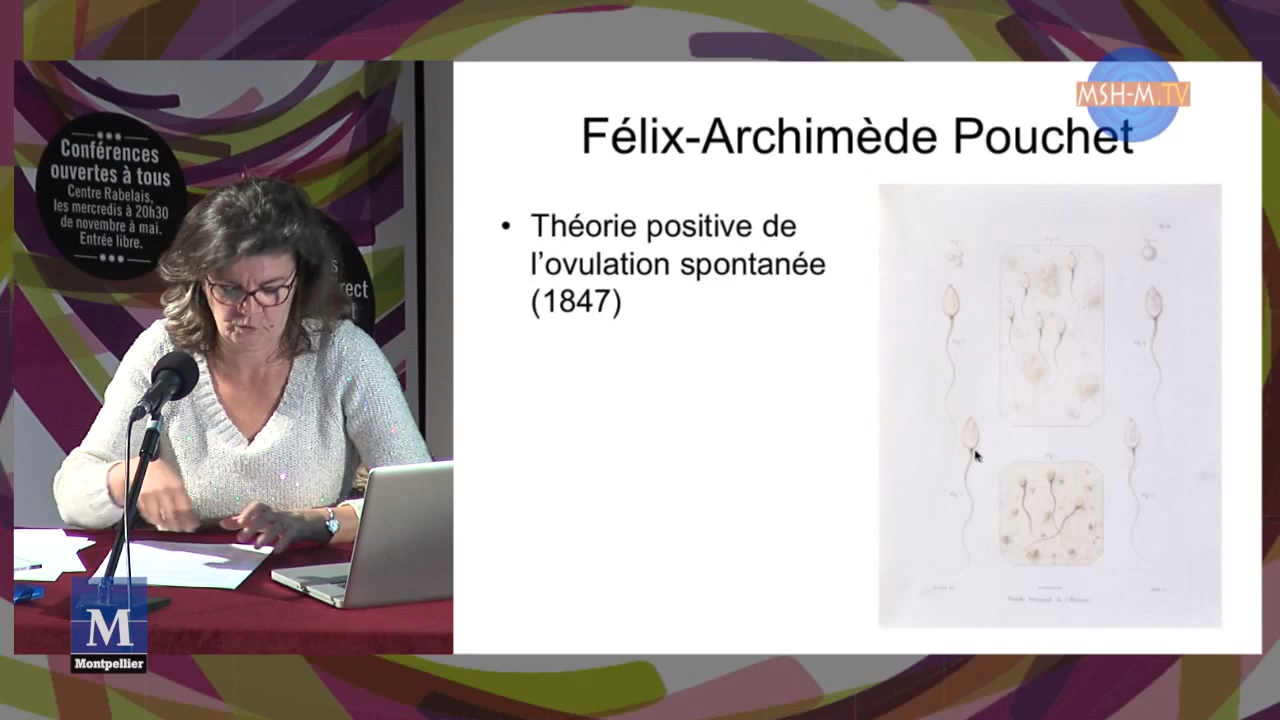 MSH-M.TV
Conférences
ouvertes à tous
Centre Rabelais,
les mercredis à 20h30
de novembre à mai.
Entrée libre.
Félix-Archimède Pouchet
• Théorie positive de
l'ovulation spontanée
(1847)
M
Montpellier